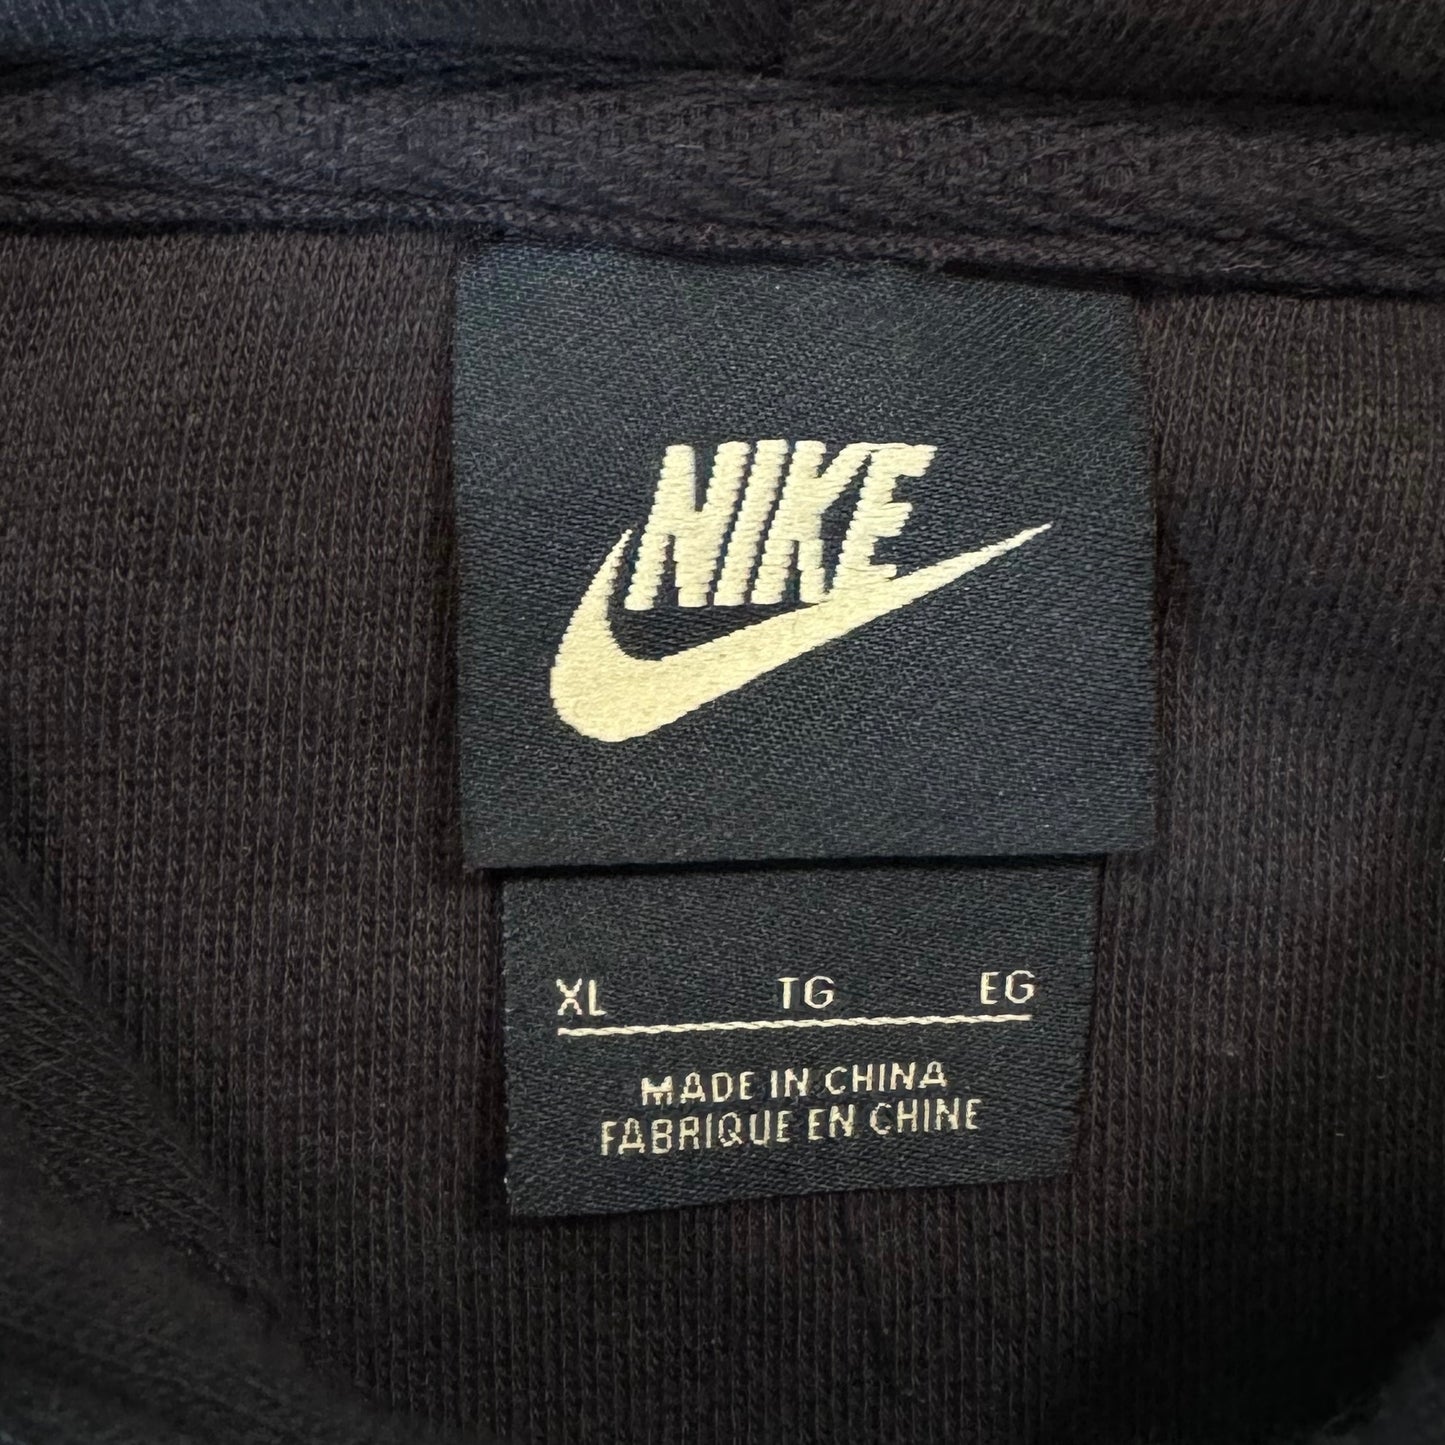 NIKE
XL TG EG
MADE IN CHINA
FABRIQUE EN CHINE